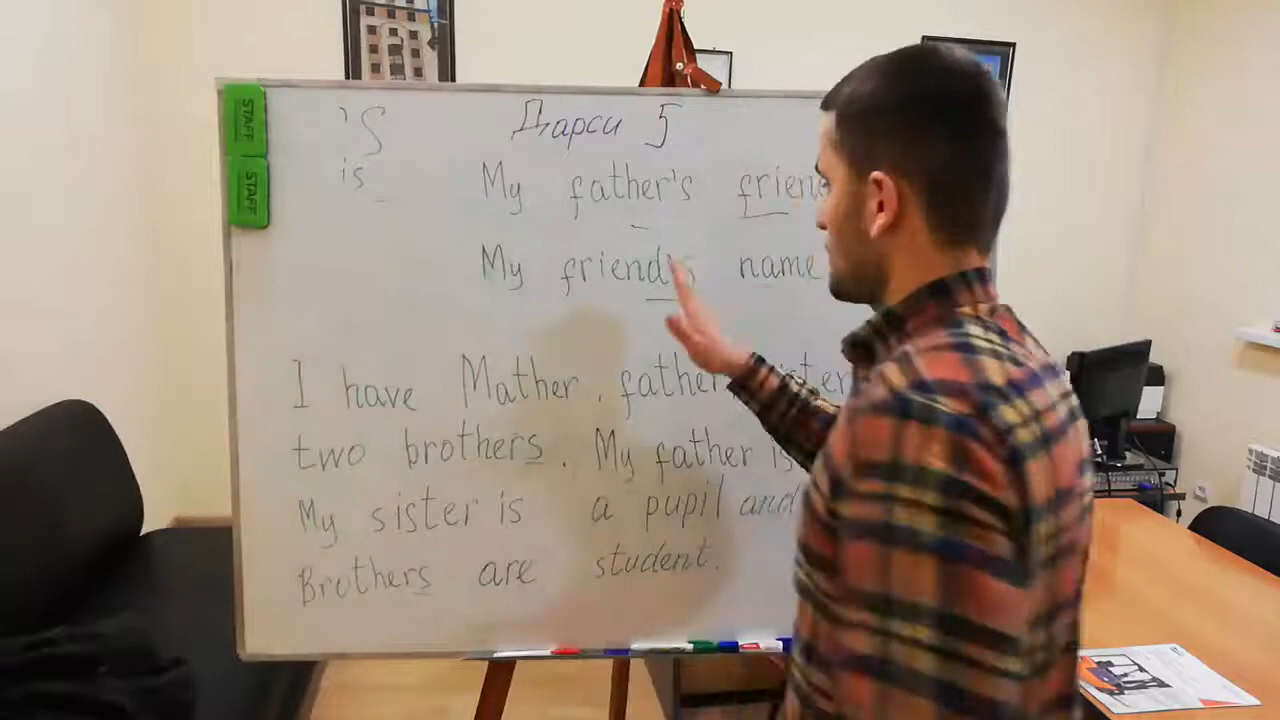 STAFF
STAFF
's Дарси 5
is My father's
My friend's name
I have Mather, father,
two brothers. My father is
My sister is a pupil and
Brothers are student.